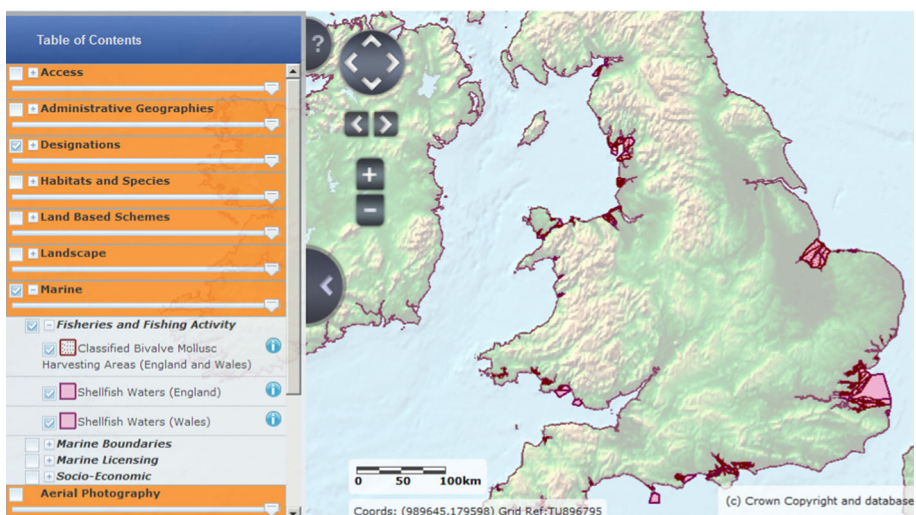 Table of Contents
Access
Administrative Geographies
Designations
Habitats and Species
Land Based Schemes
Landscape
Marine
Fisheries and Fishing Activity
Classified Bivalve Mollusc
Harvesting Areas (England and Wales)
Shellfish Waters (England)
Shellfish Waters (Wales)
Marine Boundaries
Marine Licensing
Socio-Economic
Aerial Photography
?
0 50 100km
Coords: (989645,179598) Grid Ref:TU896795
(c) Crown Copyright and database